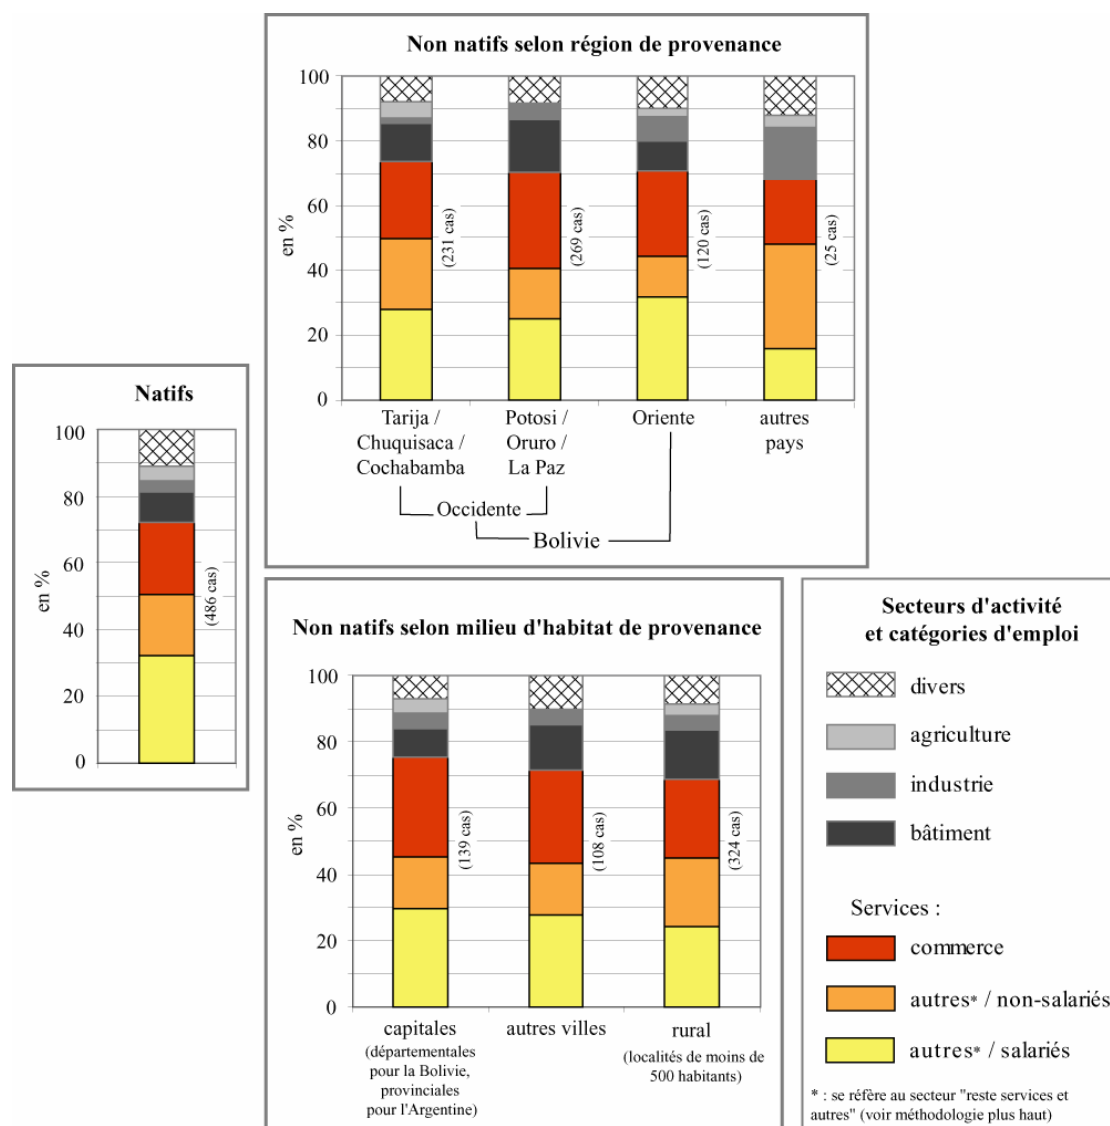 Non natifs selon région de provenance
100
80
60
40
20
0
en %
(231 cas)
(269 cas)
(120 cas)
(25 cas)
Tarija /
Chuquisaca /
Cochabamba
Potosi /
Oruro /
La Paz
Oriente
autres
pays
Occidente
Bolivie
Natifs
100
80
60
40
20
0
en %
(486 cas)
Non natifs selon milieu d'habitat de provenance
100
80
60
40
20
0
en %
(139 cas)
(108 cas)
(324 cas)
capitales
(départementales
pour la Bolivie,
provinciales
pour l'Argentine)
autres villes
rural
(localités de moins de
500 habitants)
Secteurs d'activité
et catégories d'emploi
divers
agriculture
industrie
bâtiment
Services :
commerce
autres* / non-salariés
autres* / salariés
* : se réfère au secteur "reste services et
autres" (voir méthodologie plus haut)